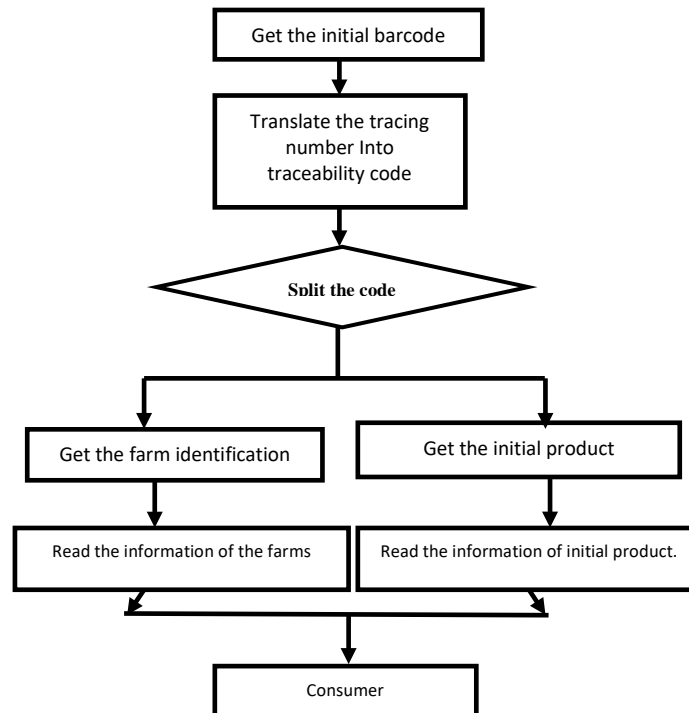 Get the initial barcode
Translate the tracing
number Into
traceability code
Split the code
Get the farm identification
Get the initial product
Read the information of the farms
Read the information of initial product.
Consumer